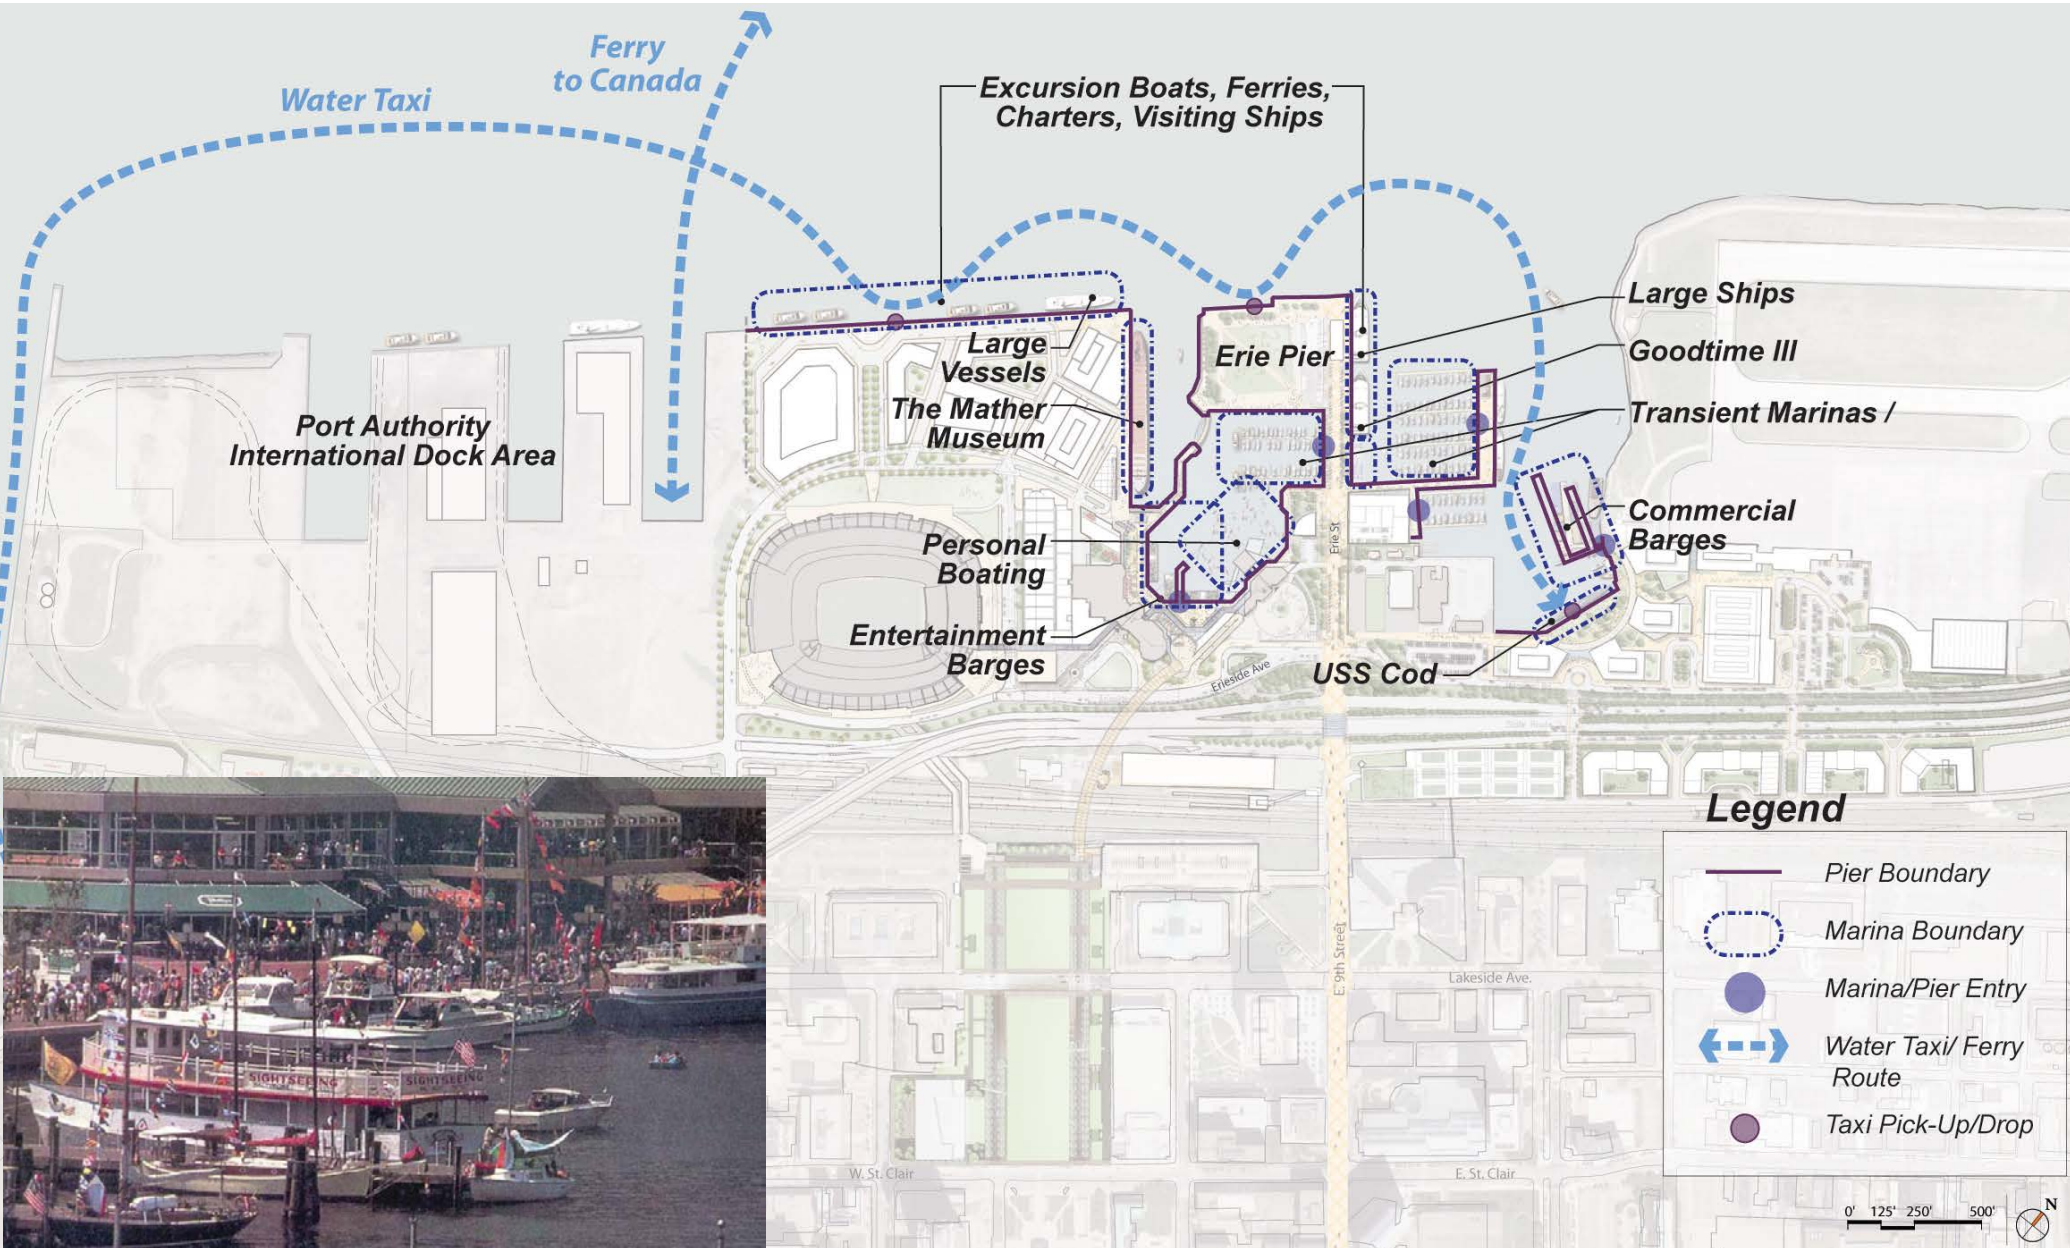 Ferry
to Canada
Water Taxi
Excursion Boats, Ferries,
Charters, Visiting Ships
Large Ships
Large
Vessels
Erie Pier
Goodtime III
The Mather
Museum
Transient Marinas /
Port Authority
International Dock Area
Commercial
Barges
Personal
Boating
Erie St
Entertainment
Barges
USS Cod
Erieside Ave
Legend
Pier Boundary
Marina Boundary
Marina/Pier Entry
Water Taxi/ Ferry
Route
Taxi Pick-Up/Drop
E. 9th Street
Lakeside Ave.
W. St. Clair
E. St. Clair
SIGHTSEEING
SIGHTSEEING
0' 125' 250' 500'
N